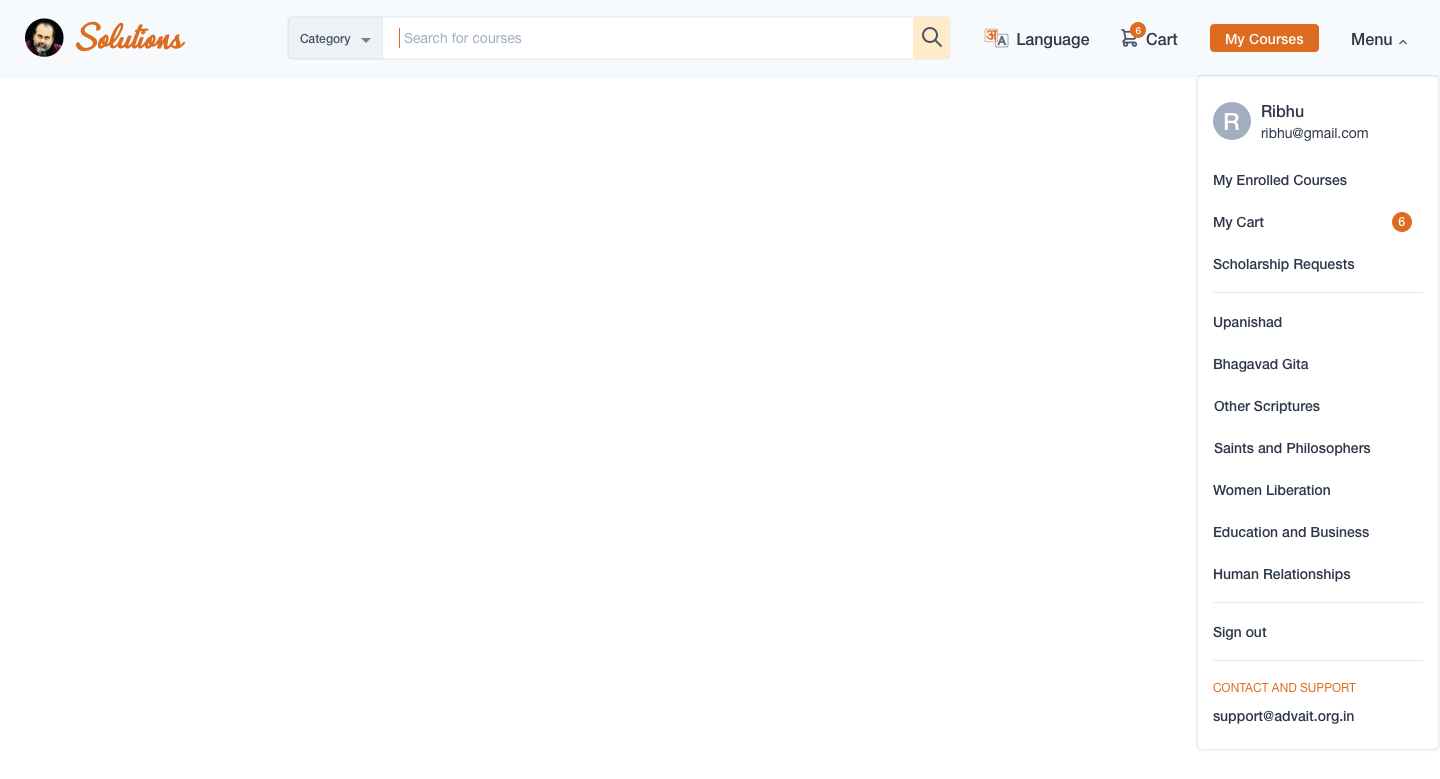 Solutions
Category
Search for courses
अ A
Language
6
Cart
My Courses
Menu
R
Ribhu
ribhu@gmail.com
My Enrolled Courses
My Cart 6
Scholarship Requests
Upanishad
Bhagavad Gita
Other Scriptures
Saints and Philosophers
Women Liberation
Education and Business
Human Relationships
Sign out
CONTACT AND SUPPORT
support@advait.org.in